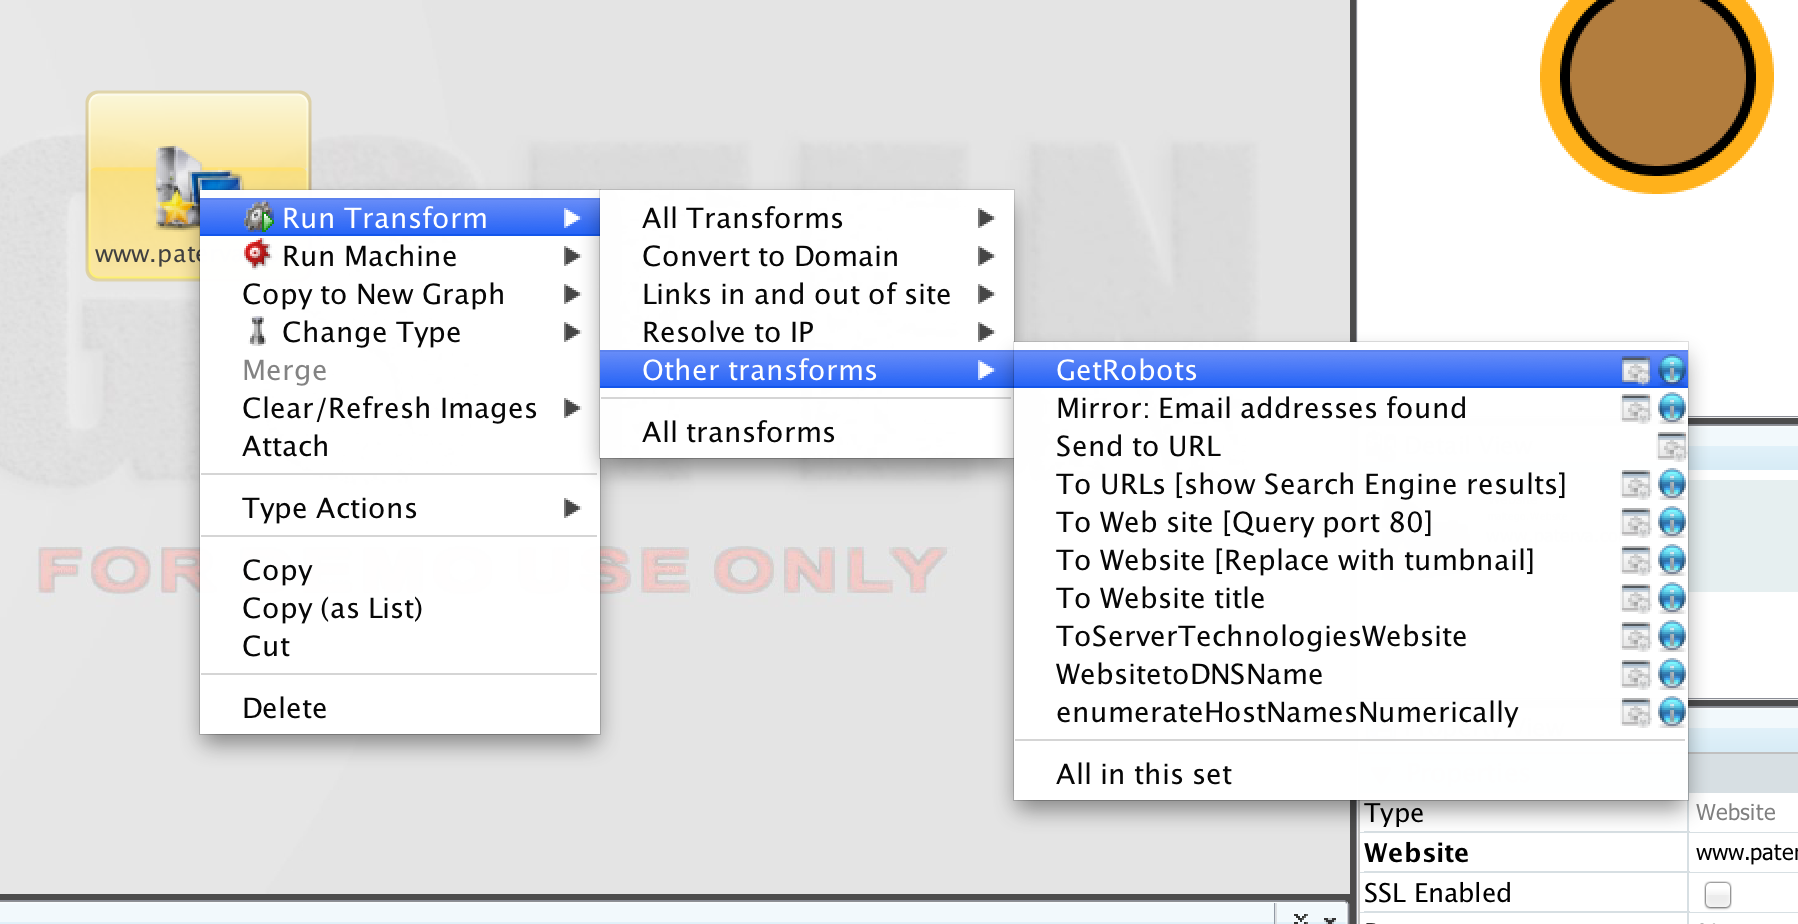 www.pate
Run Transform
Run Machine
Copy to New Graph
Change Type
Merge
Clear/Refresh Images
Attach
Type Actions
Copy
Copy (as List)
Cut
Delete
All Transforms
Convert to Domain
Links in and out of site
Resolve to IP
Other transforms
All transforms
GetRobots
Mirror: Email addresses found
Send to URL
To URLs [show Search Engine results]
To Web site [Query port 80]
To Website [Replace with tumbnail]
To Website title
ToServerTechnologiesWebsite
WebsitetoDNSName
enumerateHostNamesNumerically
All in this set
FOR USE ONLY
Type Website
Website www.pater
SSL Enabled